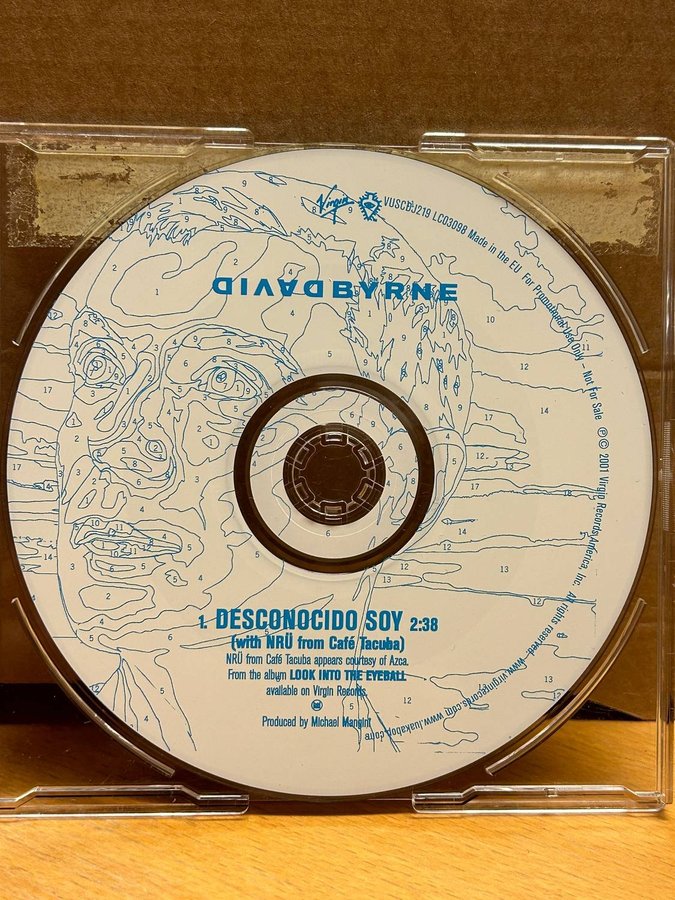 Virgin
VUSCDJ219 LC03098 Made in the EU For Promotional Use Only – Not For Sale ℗ © 2001 Virgin Records America, Inc. All rights reserved. www.virginrecords.com www.luakabop.com
DIVADBYRNE
1. DESCONOCIDO SOY 2:38
(with NRÜ from Café Tacuba)
NRÜ from Café Tacuba appears courtesy of Azca.
From the album LOOK INTO THE EYEBALL
available on Virgin Records.
Produced by Michael Mangini